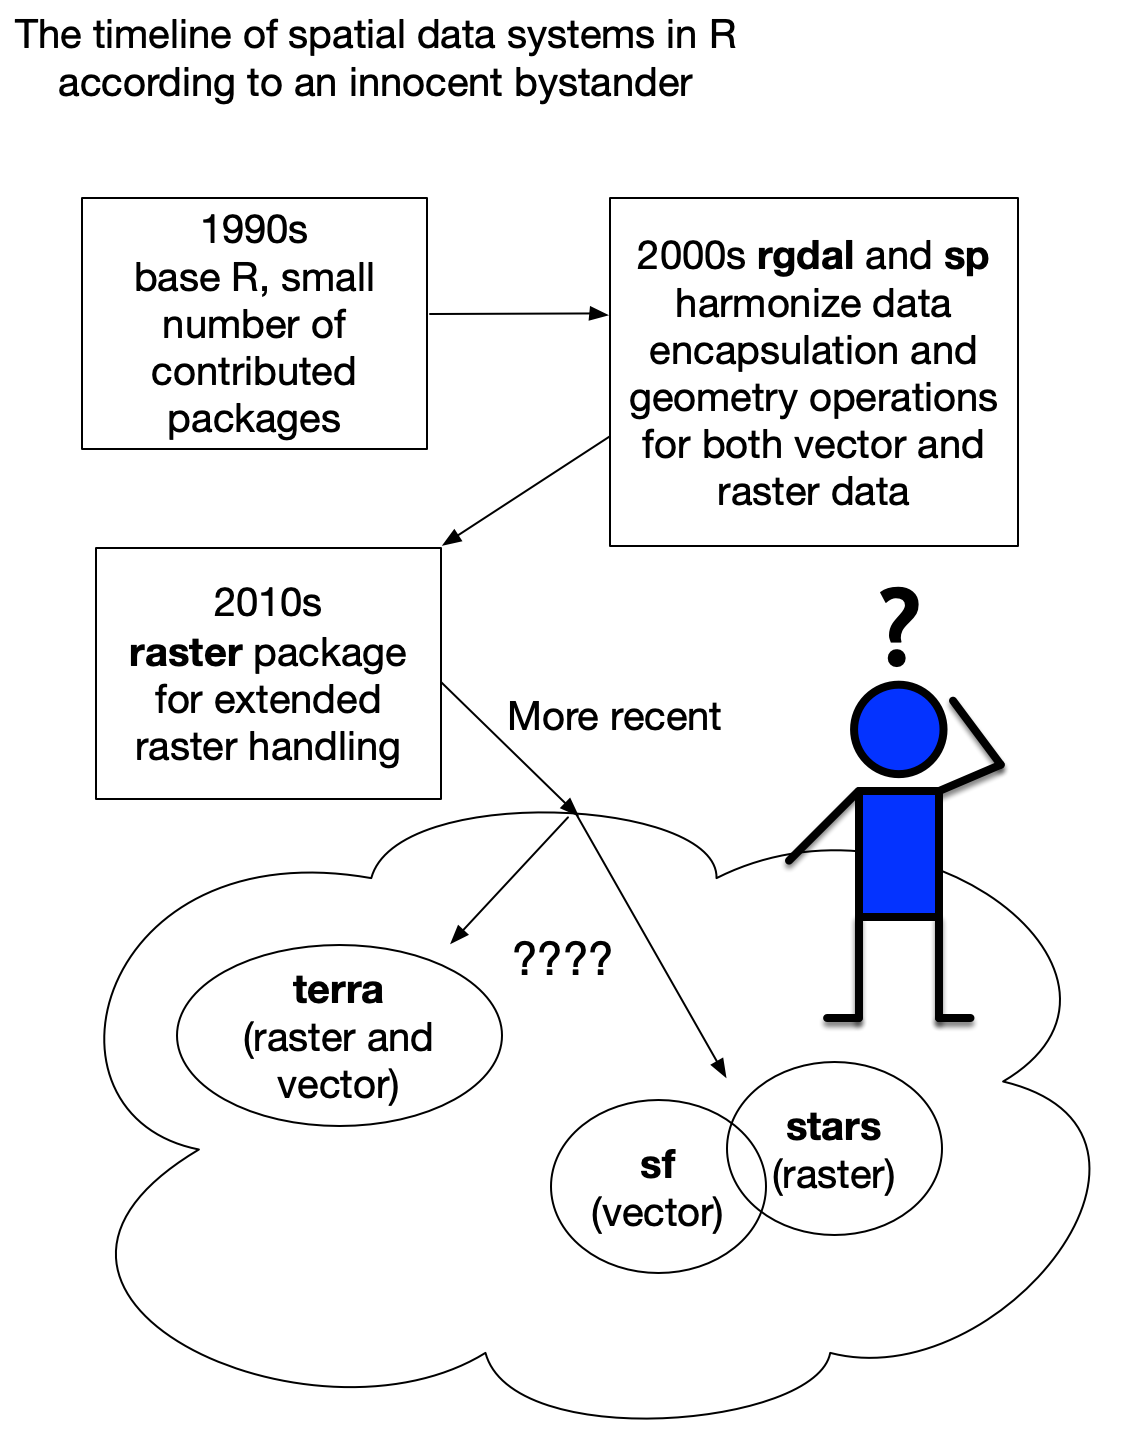 The timeline of spatial data systems in R
according to an innocent bystander
1990s
base R, small
number of
contributed
packages
2000s rgdal and sp
harmonize data
encapsulation and
geometry operations
for both vector and
raster data
2010s
raster package
for extended
raster handling
More recent
?
????
terra
(raster and
vector)
sf
(vector)
stars
(raster)